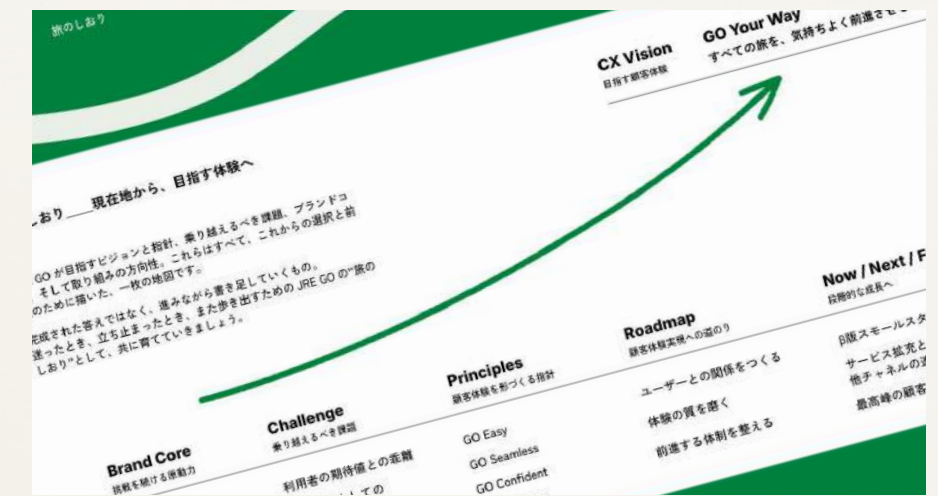 旅のしおり
CX Vision
目指す顧客体験
GO Your Way
すべての旅を、気持ちよく前進させ
しおり__現在地から、目指す体験へ
GO が目指すビジョンと指針、乗り越えるべき課題、ブランドコ
そして取り組みの方向性。これらはすべて、これからの選択と前
のために描いた、一枚の地図です。
完成された答えではなく、進みながら書き足していくもの。
迷ったとき、立ち止まったとき、また歩き出すための JRE GO の“旅の
しおり”として、共に育てていきましょう。
Brand Core
挑戦を続ける原動力
Challenge
乗り越えるべき課題
利用者の期待値との乖離
しての
Principles
顧客体験を形づくる指針
GO Easy
GO Seamless
GO Confident
Roadmap
顧客体験実現への道のり
ユーザーとの関係をつくる
体験の質を磨く
前進する体制を整える
Now / Next / F
段階的な成長へ
β版スモールスタ
サービス拡充と
他チャネルの
最高峰の顧客